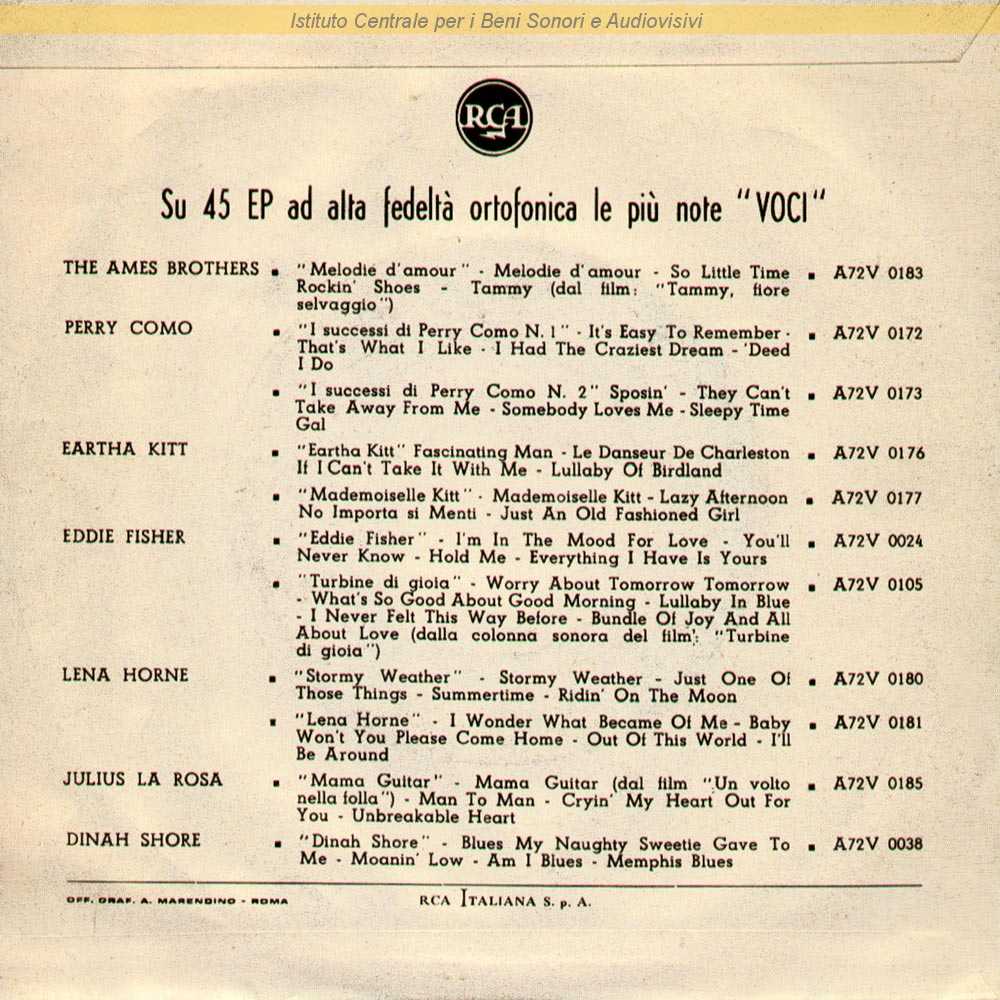 Istituto Centrale per i Beni Sonori e Audiovisivi
RCA
Su 45 EP ad alta fedeltà ortofonica le più note "VOCI"
THE AMES BROTHERS ▪ "Melodie d'amour" - Melodie d'amour - So Little Time ▪ A72V 0183
Rockin' Shoes - Tammy (dal film: "Tammy, fiore
selvaggio")
PERRY COMO ▪ "I successi di Perry Como N. 1" - It's Easy To Remember - ▪ A72V 0172
That's What I Like - I Had The Craziest Dream - 'Deed
I Do
▪ "I successi di Perry Como N. 2" Sposin' - They Can't ▪ A72V 0173
Take Away From Me - Somebody Loves Me - Sleepy Time
Gal
EARTHA KITT ▪ "Eartha Kitt" Fascinating Man - Le Danseur De Charleston ▪ A72V 0176
If I Can't Take It With Me - Lullaby Of Birdland
▪ "Mademoiselle Kitt" - Mademoiselle Kitt - Lazy Afternoon ▪ A72V 0177
No Importa si Menti - Just An Old Fashioned Girl
EDDIE FISHER ▪ "Eddie Fisher" - I'm In The Mood For Love - You'll ▪ A72V 0024
Never Know - Hold Me - Everything I Have Is Yours
▪ "Turbine di gioia" - Worry About Tomorrow Tomorrow ▪ A72V 0105
- What's So Good About Good Morning - Lullaby In Blue
- I Never Felt This Way Before - Bundle Of Joy And All
About Love (dalla colonna sonora del film: "Turbine
di gioia")
LENA HORNE ▪ "Stormy Weather" - Stormy Weather - Just One Of ▪ A72V 0180
Those Things - Summertime - Ridin' On The Moon
▪ "Lena Horne" - I Wonder What Became Of Me - Baby ▪ A72V 0181
Won't You Please Come Home - Out Of This World - I'll
Be Around
JULIUS LA ROSA ▪ "Mama Guitar" - Mama Guitar (dal film "Un volto ▪ A72V 0185
nella folla") - Man To Man - Cryin' My Heart Out For
You - Unbreakable Heart
DINAH SHORE ▪ "Dinah Shore" - Blues My Naughty Sweetie Gave To ▪ A72V 0038
Me - Moanin' Low - Am I Blues - Memphis Blues
OFF. GRAF. A. MARENDINO - ROMA RCA ITALIANA S. p. A.